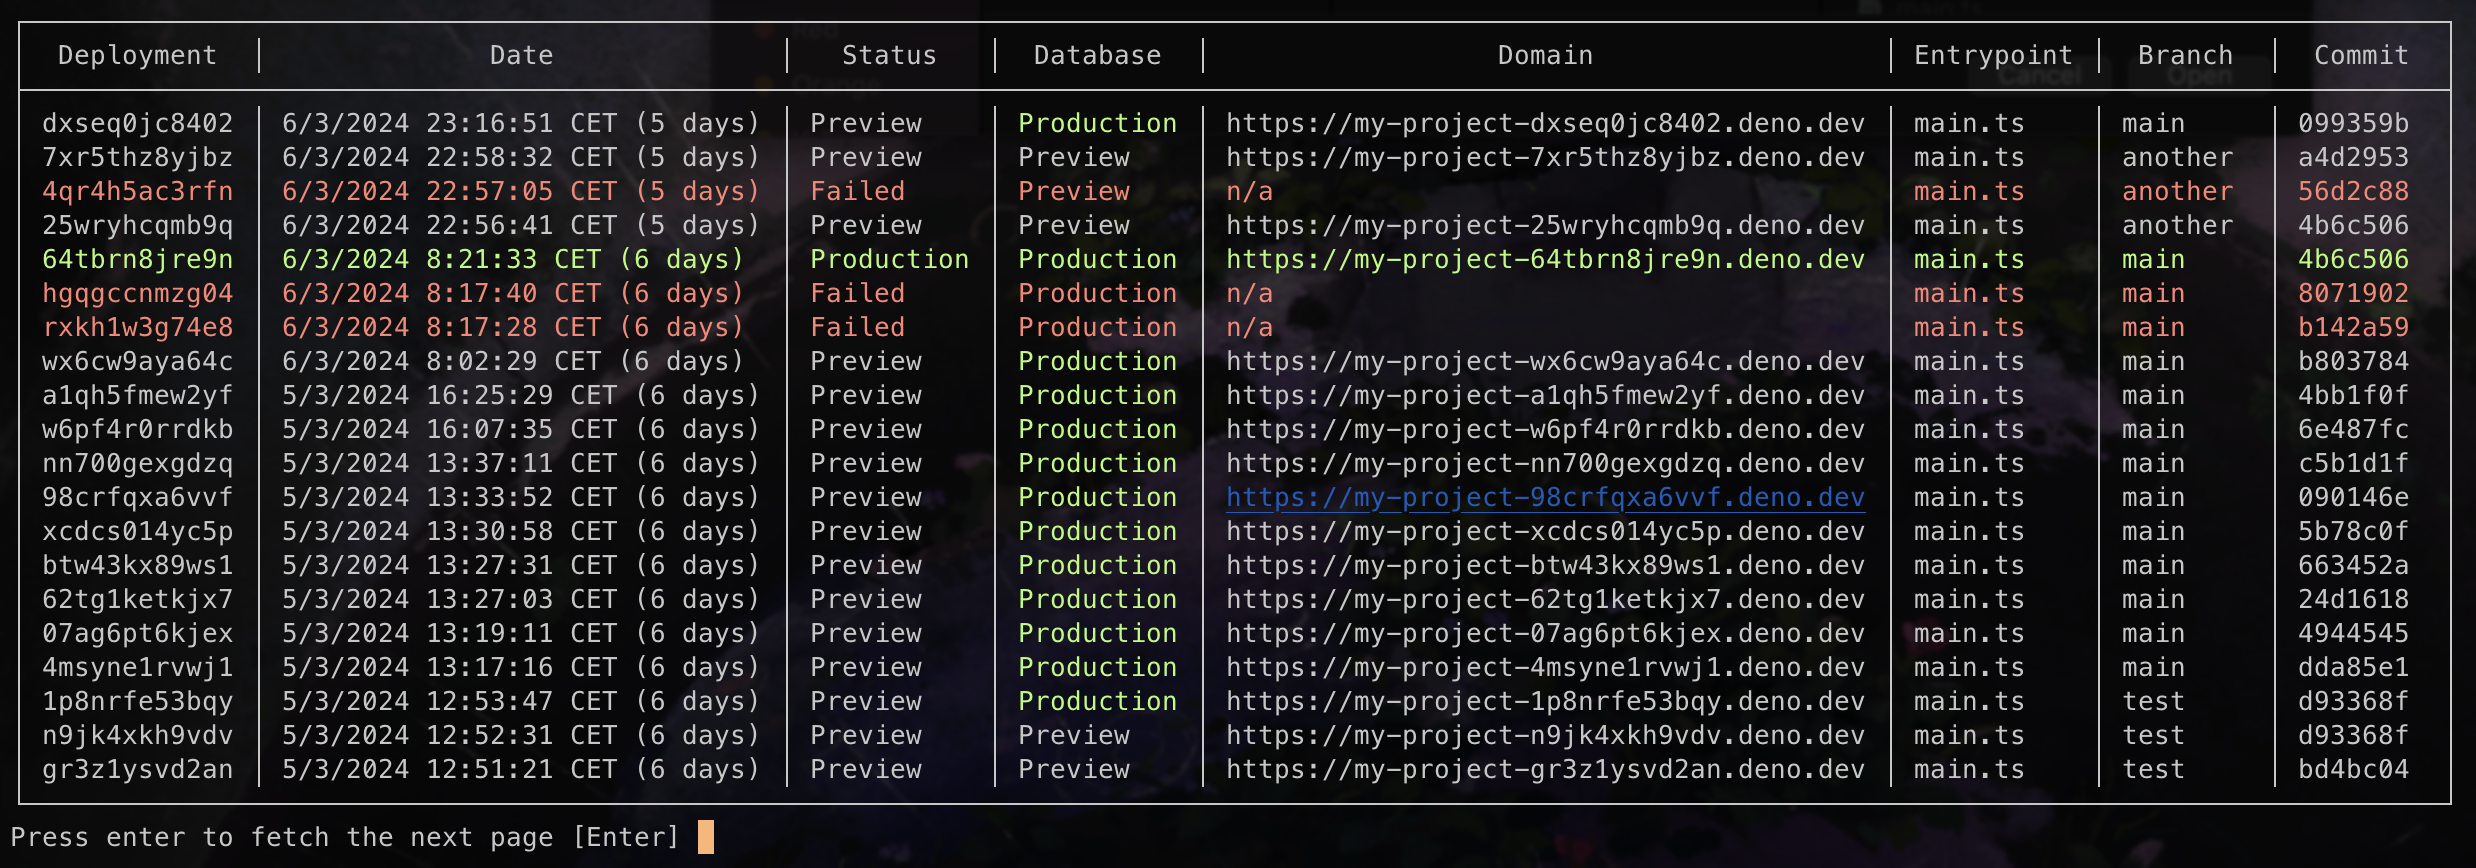 Deployment Date Status Database Domain Entrypoint Branch Commit
dxseq0jc8402 6/3/2024 23:16:51 CET (5 days) Preview Production https://my-project-dxseq0jc8402.deno.dev main.ts main 099359b
7xr5thz8yjbz 6/3/2024 22:58:32 CET (5 days) Preview Preview https://my-project-7xr5thz8yjbz.deno.dev main.ts another a4d2953
4qr4h5ac3rfn 6/3/2024 22:57:05 CET (5 days) Failed Preview n/a main.ts another 56d2c88
25wryhcqmb9q 6/3/2024 22:56:41 CET (5 days) Preview Preview https://my-project-25wryhcqmb9q.deno.dev main.ts another 4b6c506
64tbrn8jre9n 6/3/2024 8:21:33 CET (6 days) Production Production https://my-project-64tbrn8jre9n.deno.dev main.ts main 4b6c506
hgqgccnmzg04 6/3/2024 8:17:40 CET (6 days) Failed Production n/a main.ts main 8071902
rxkh1w3g74e8 6/3/2024 8:17:28 CET (6 days) Failed Production n/a main.ts main b142a59
wx6cw9aya64c 6/3/2024 8:02:29 CET (6 days) Preview Production https://my-project-wx6cw9aya64c.deno.dev main.ts main b803784
a1qh5fmew2yf 5/3/2024 16:25:29 CET (6 days) Preview Production https://my-project-a1qh5fmew2yf.deno.dev main.ts main 4bb1f0f
w6pf4r0rrdkb 5/3/2024 16:07:35 CET (6 days) Preview Production https://my-project-w6pf4r0rrdkb.deno.dev main.ts main 6e487fc
nn700gexgdzq 5/3/2024 13:37:11 CET (6 days) Preview Production https://my-project-nn700gexgdzq.deno.dev main.ts main c5b1d1f
98crfqxa6vvf 5/3/2024 13:33:52 CET (6 days) Preview Production https://my-project-98crfqxa6vvf.deno.dev main.ts main 090146e
xcdcs014yc5p 5/3/2024 13:30:58 CET (6 days) Preview Production https://my-project-xcdcs014yc5p.deno.dev main.ts main 5b78c0f
btw43kx89ws1 5/3/2024 13:27:31 CET (6 days) Preview Production https://my-project-btw43kx89ws1.deno.dev main.ts main 663452a
62tg1ketkjx7 5/3/2024 13:27:03 CET (6 days) Preview Production https://my-project-62tg1ketkjx7.deno.dev main.ts main 24d1618
07ag6pt6kjex 5/3/2024 13:19:11 CET (6 days) Preview Production https://my-project-07ag6pt6kjex.deno.dev main.ts main 4944545
4msyne1rvwj1 5/3/2024 13:17:16 CET (6 days) Preview Production https://my-project-4msyne1rvwj1.deno.dev main.ts main dda85e1
1p8nrfe53bqy 5/3/2024 12:53:47 CET (6 days) Preview Production https://my-project-1p8nrfe53bqy.deno.dev main.ts test d93368f
n9jk4xkh9vdv 5/3/2024 12:52:31 CET (6 days) Preview Preview https://my-project-n9jk4xkh9vdv.deno.dev main.ts test d93368f
gr3z1ysvd2an 5/3/2024 12:51:21 CET (6 days) Preview Preview https://my-project-gr3z1ysvd2an.deno.dev main.ts test bd4bc04
Press enter to fetch the next page [Enter]